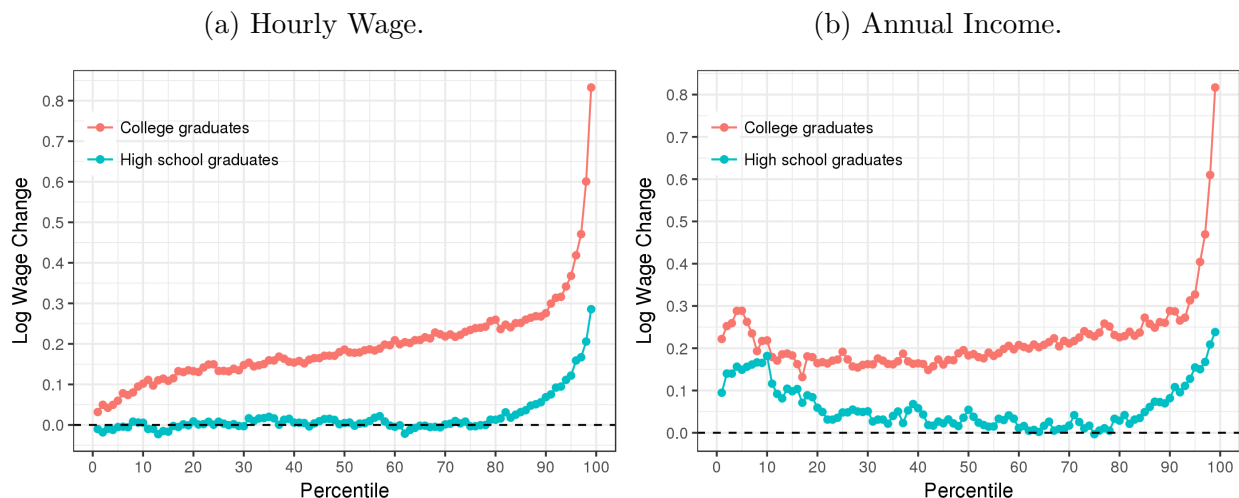 (a) Hourly Wage.
Log Wage Change
0.8
0.7
0.6
0.5
0.4
0.3
0.2
0.1
0.0
College graduates
High school graduates
0 10 20 30 40 50 60 70 80 90 100
Percentile
(b) Annual Income.
Log Wage Change
0.8
0.7
0.6
0.5
0.4
0.3
0.2
0.1
0.0
College graduates
High school graduates
0 10 20 30 40 50 60 70 80 90 100
Percentile